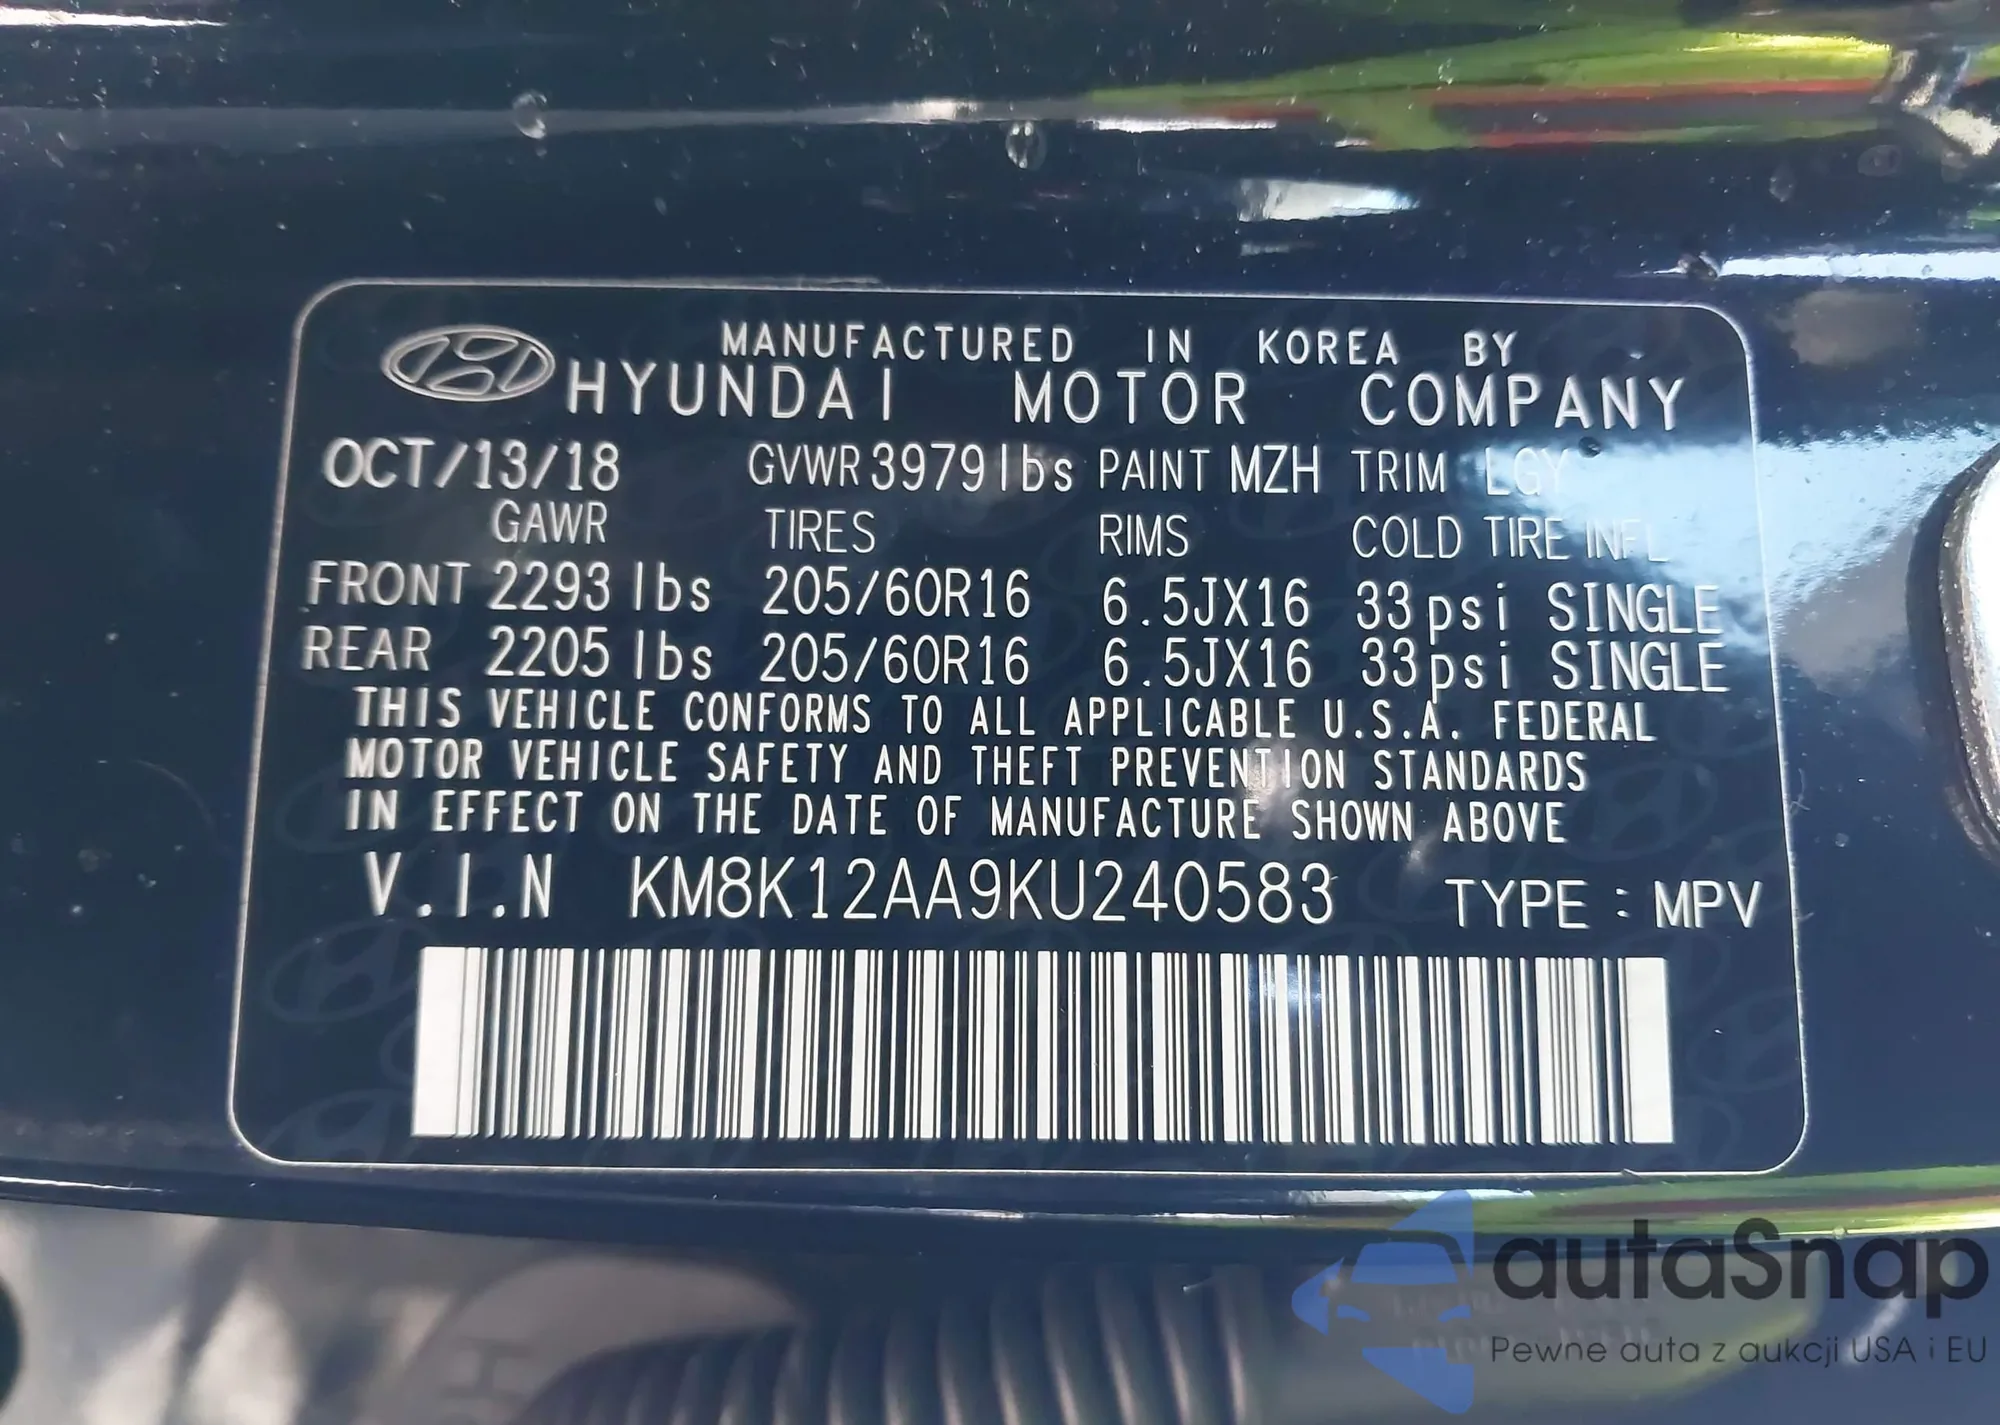 MANUFACTURED IN KOREA BY
HYUNDAI MOTOR COMPANY
OCT/13/18 GVWR 3979lbs PAINT MZH TRIM LGY
GAWR TIRES RIMS COLD TIRE INFL
FRONT 2293 lbs 205/60R16 6.5JX16 33psi SINGLE
REAR 2205 lbs 205/60R16 6.5JX16 33psi SINGLE
THIS VEHICLE CONFORMS TO ALL APPLICABLE U.S.A. FEDERAL
MOTOR VEHICLE SAFETY AND THEFT PREVENTION STANDARDS
IN EFFECT ON THE DATE OF MANUFACTURE SHOWN ABOVE
V.I.N KM8K12AA9KU240583 TYPE : MPV
autaSnap
Pewne auta z aukcji USA i EU